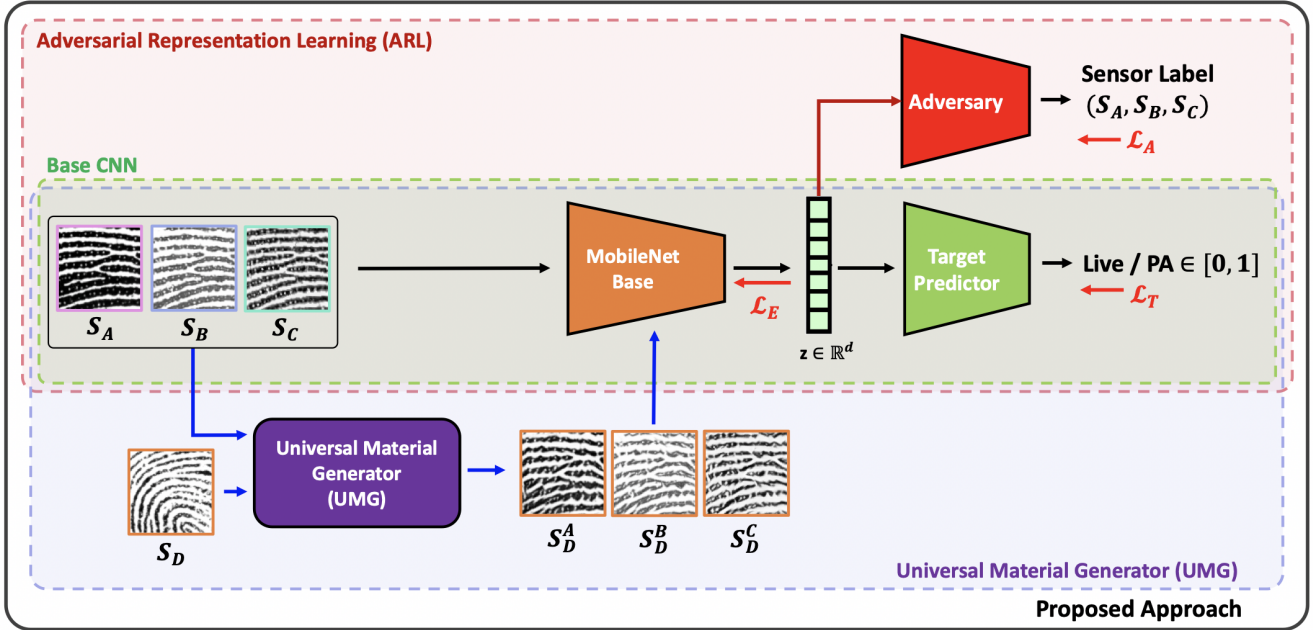 Adversarial Representation Learning (ARL)
Adversary
Sensor Label
(S_A, S_B, S_C)
ℒ_A
Base CNN
S_A
S_B
S_C
MobileNet
Base
ℒ_E
z ∈ ℝ^d
Target
Predictor
Live / PA ∈ [0, 1]
ℒ_T
S_D
Universal Material
Generator
(UMG)
S_D^A
S_D^B
S_D^C
Universal Material Generator (UMG)
Proposed Approach